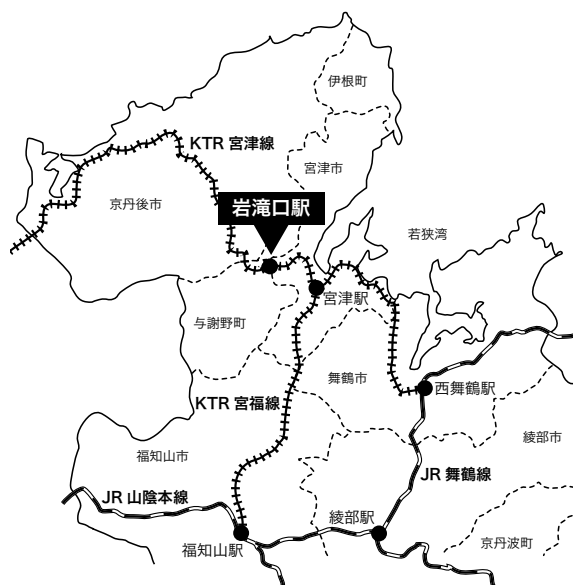 伊根町
KTR 宮津線
宮津市
京丹後市
岩滝口駅
若狭湾
宮津駅
与謝野町
舞鶴市
西舞鶴駅
KTR 宮福線
綾部市
福知山市
JR 舞鶴線
JR 山陰本線
綾部駅
京丹波町
福知山駅